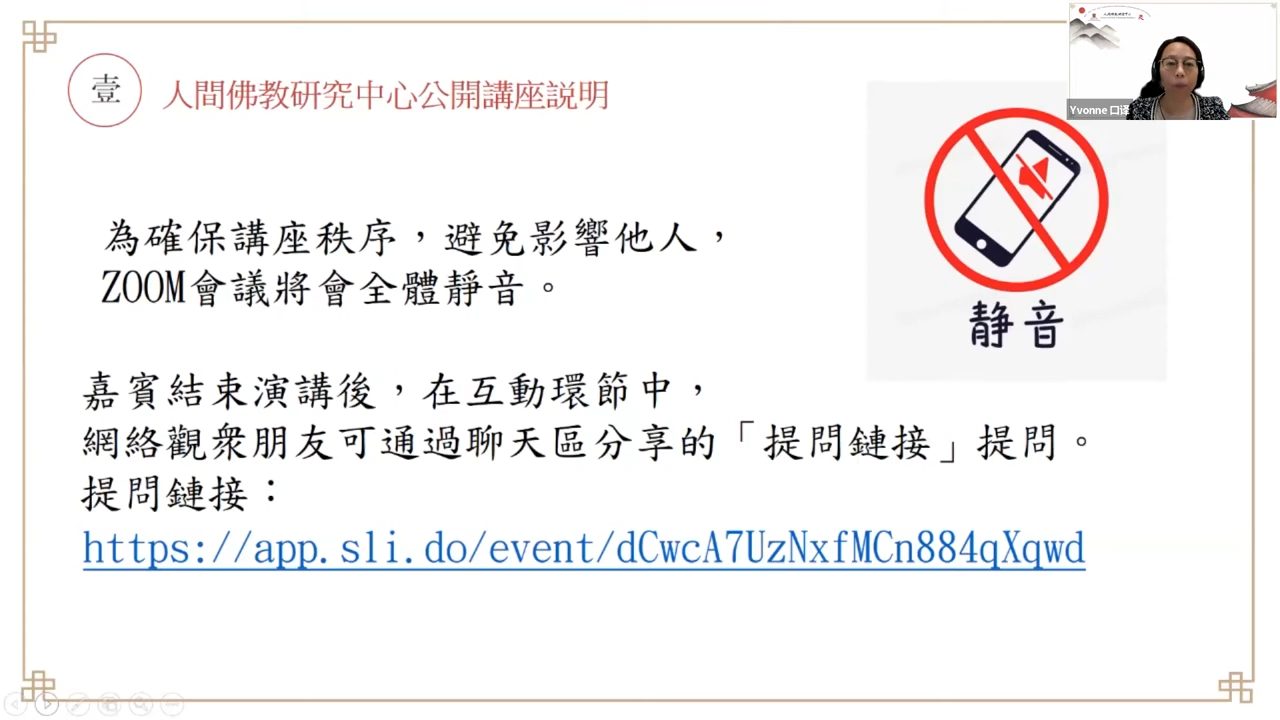 壹
人間佛教研究中心公開講座説明
為確保講座秩序，避免影響他人，
ZOOM會議將會全體靜音。
嘉賓結束演講後，在互動環節中，
網絡觀眾朋友可通過聊天區分享的「提問鏈接」提問。
提問鏈接：
https://app.sli.do/event/dCwcA7UzNxfMCn884qXqwd
静音
Yvonne 口译